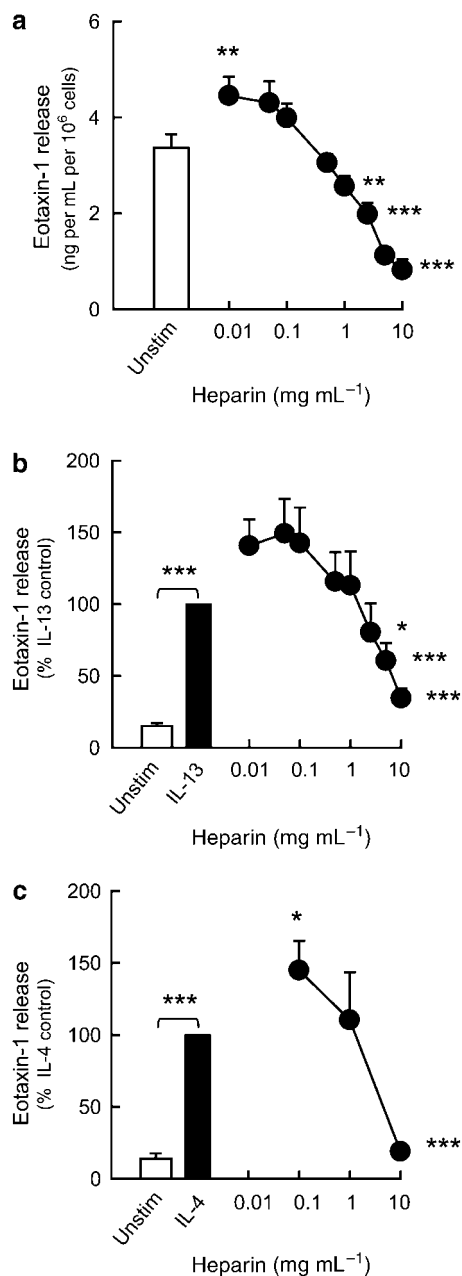 a
Eotaxin-1 release
(ng per mL per 10⁶ cells)
6
4
2
0
**
**
***
***
Unstim
0.01 0.1 1 10
Heparin (mg mL⁻¹)
b
Eotaxin-1 release
(% IL-13 control)
200
150
100
50
0
***
*
***
***
Unstim
IL-13
0.01 0.1 1 10
Heparin (mg mL⁻¹)
c
Eotaxin-1 release
(% IL-4 control)
200
150
100
50
0
*
***
***
Unstim
IL-4
0.01 0.1 1 10
Heparin (mg mL⁻¹)